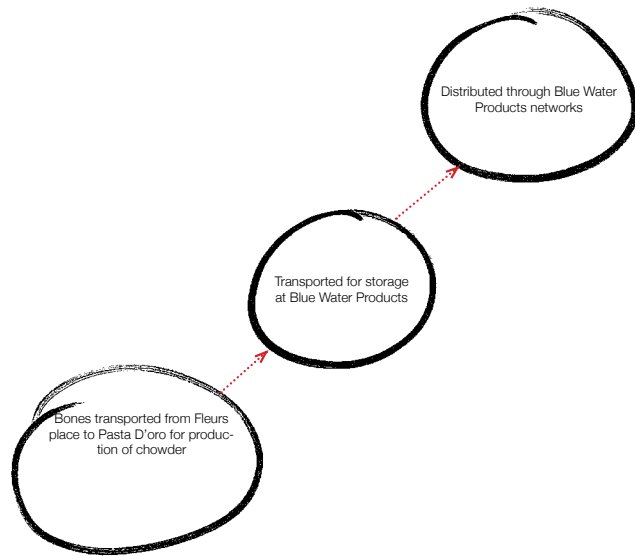 Distributed through Blue Water
Products networks
Transported for storage
at Blue Water Products
Bones transported from Fleurs
place to Pasta D'oro for produc-
tion of chowder